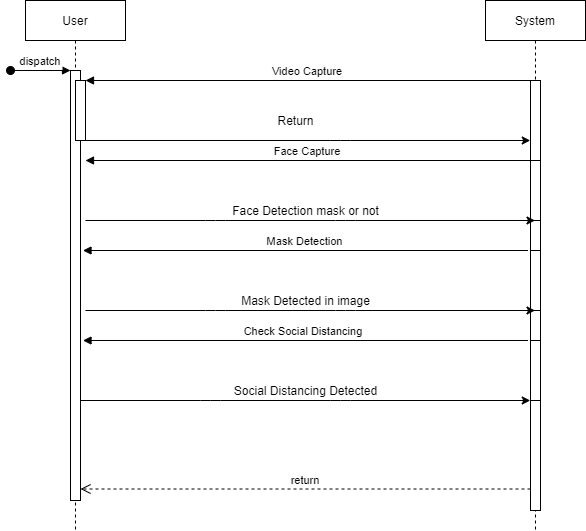 User
System
dispatch
Video Capture
Return
Face Capture
Face Detection mask or not
Mask Detection
Mask Detected in image
Check Social Distancing
Social Distancing Detected
return